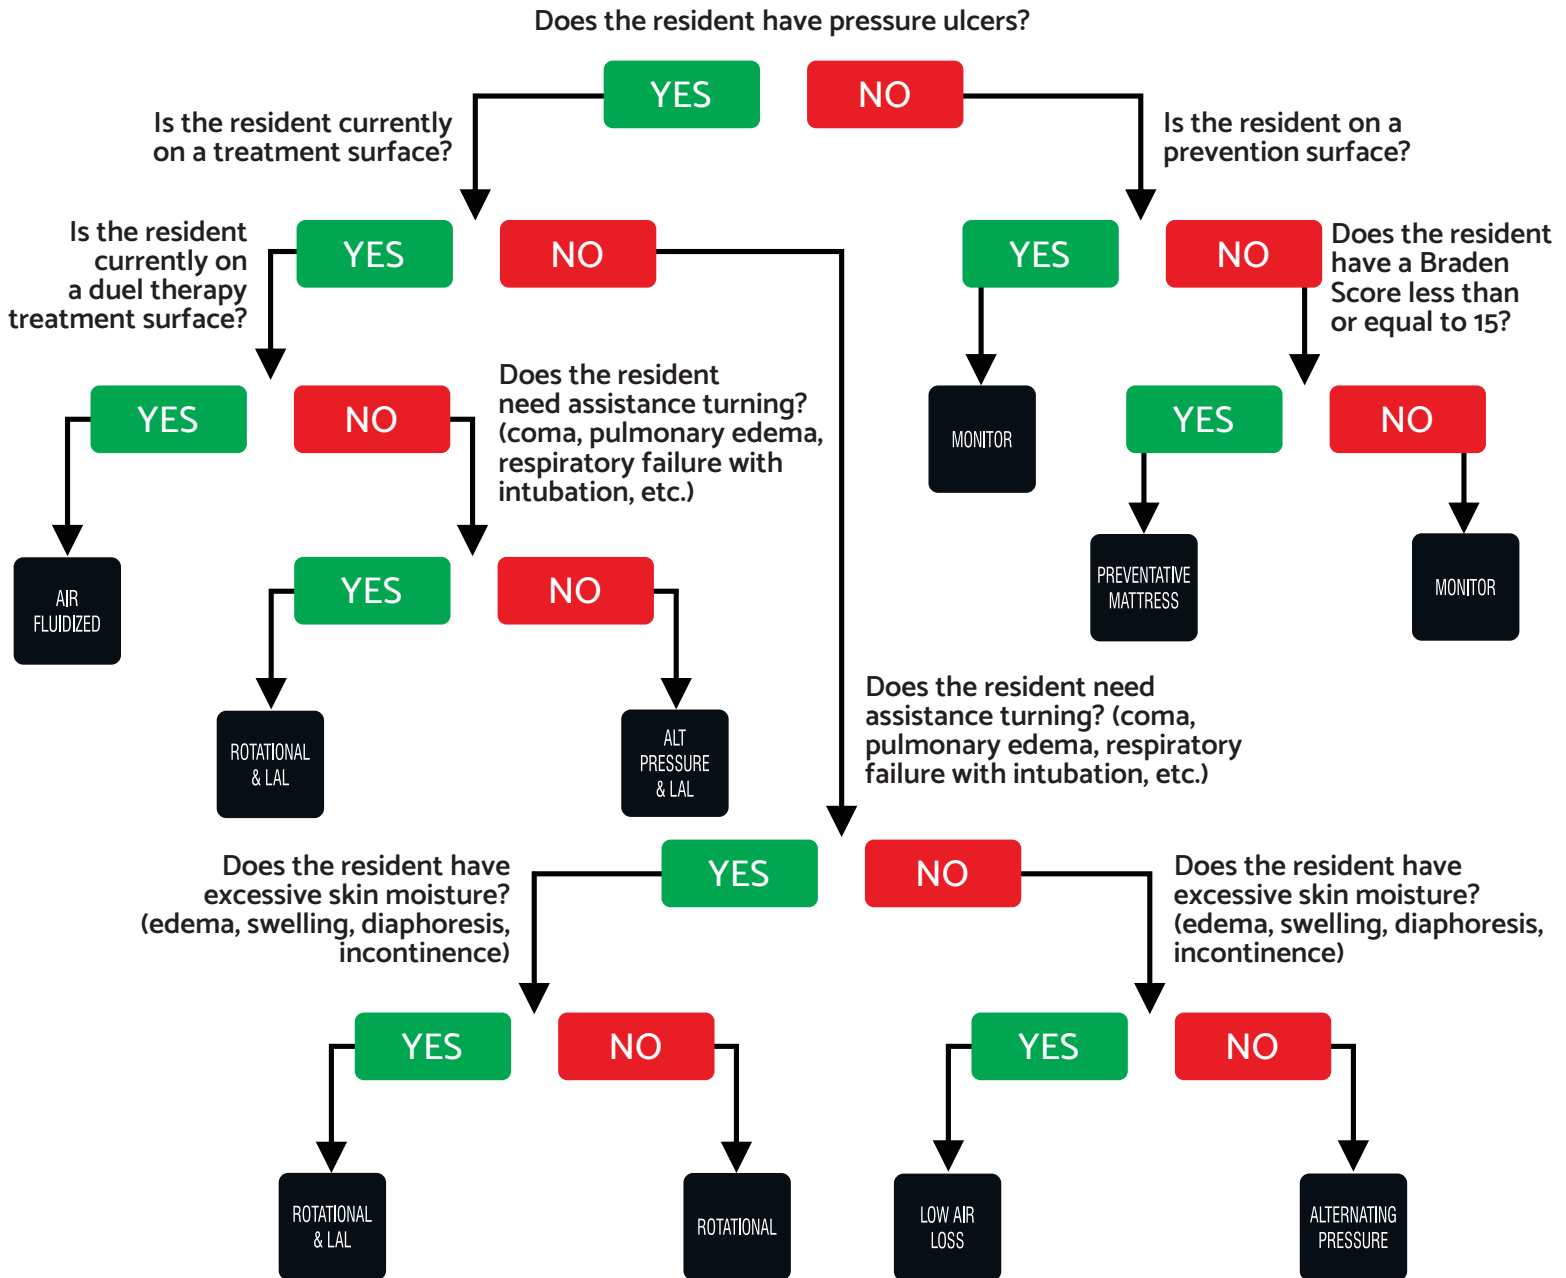 Does the resident have pressure ulcers?
YES
NO
Is the resident currently
on a treatment surface?
Is the resident on a
prevention surface?
YES
NO
YES
NO
Is the resident
currently on
a duel therapy
treatment surface?
Does the resident
have a Braden
Score less than
or equal to 15?
YES
NO
Does the resident
need assistance turning?
(coma, pulmonary edema,
respiratory failure with
intubation, etc.)
MONITOR
YES
NO
AIR
FLUIDIZED
YES
NO
PREVENTATIVE
MATTRESS
MONITOR
ROTATIONAL
& LAL
ALT
PRESSURE
& LAL
Does the resident need
assistance turning? (coma,
pulmonary edema, respiratory
failure with intubation, etc.)
YES
NO
Does the resident have
excessive skin moisture?
(edema, swelling, diaphoresis,
incontinence)
Does the resident have
excessive skin moisture?
(edema, swelling, diaphoresis,
incontinence)
YES
NO
YES
NO
ROTATIONAL
& LAL
ROTATIONAL
LOW AIR
LOSS
ALTERNATING
PRESSURE